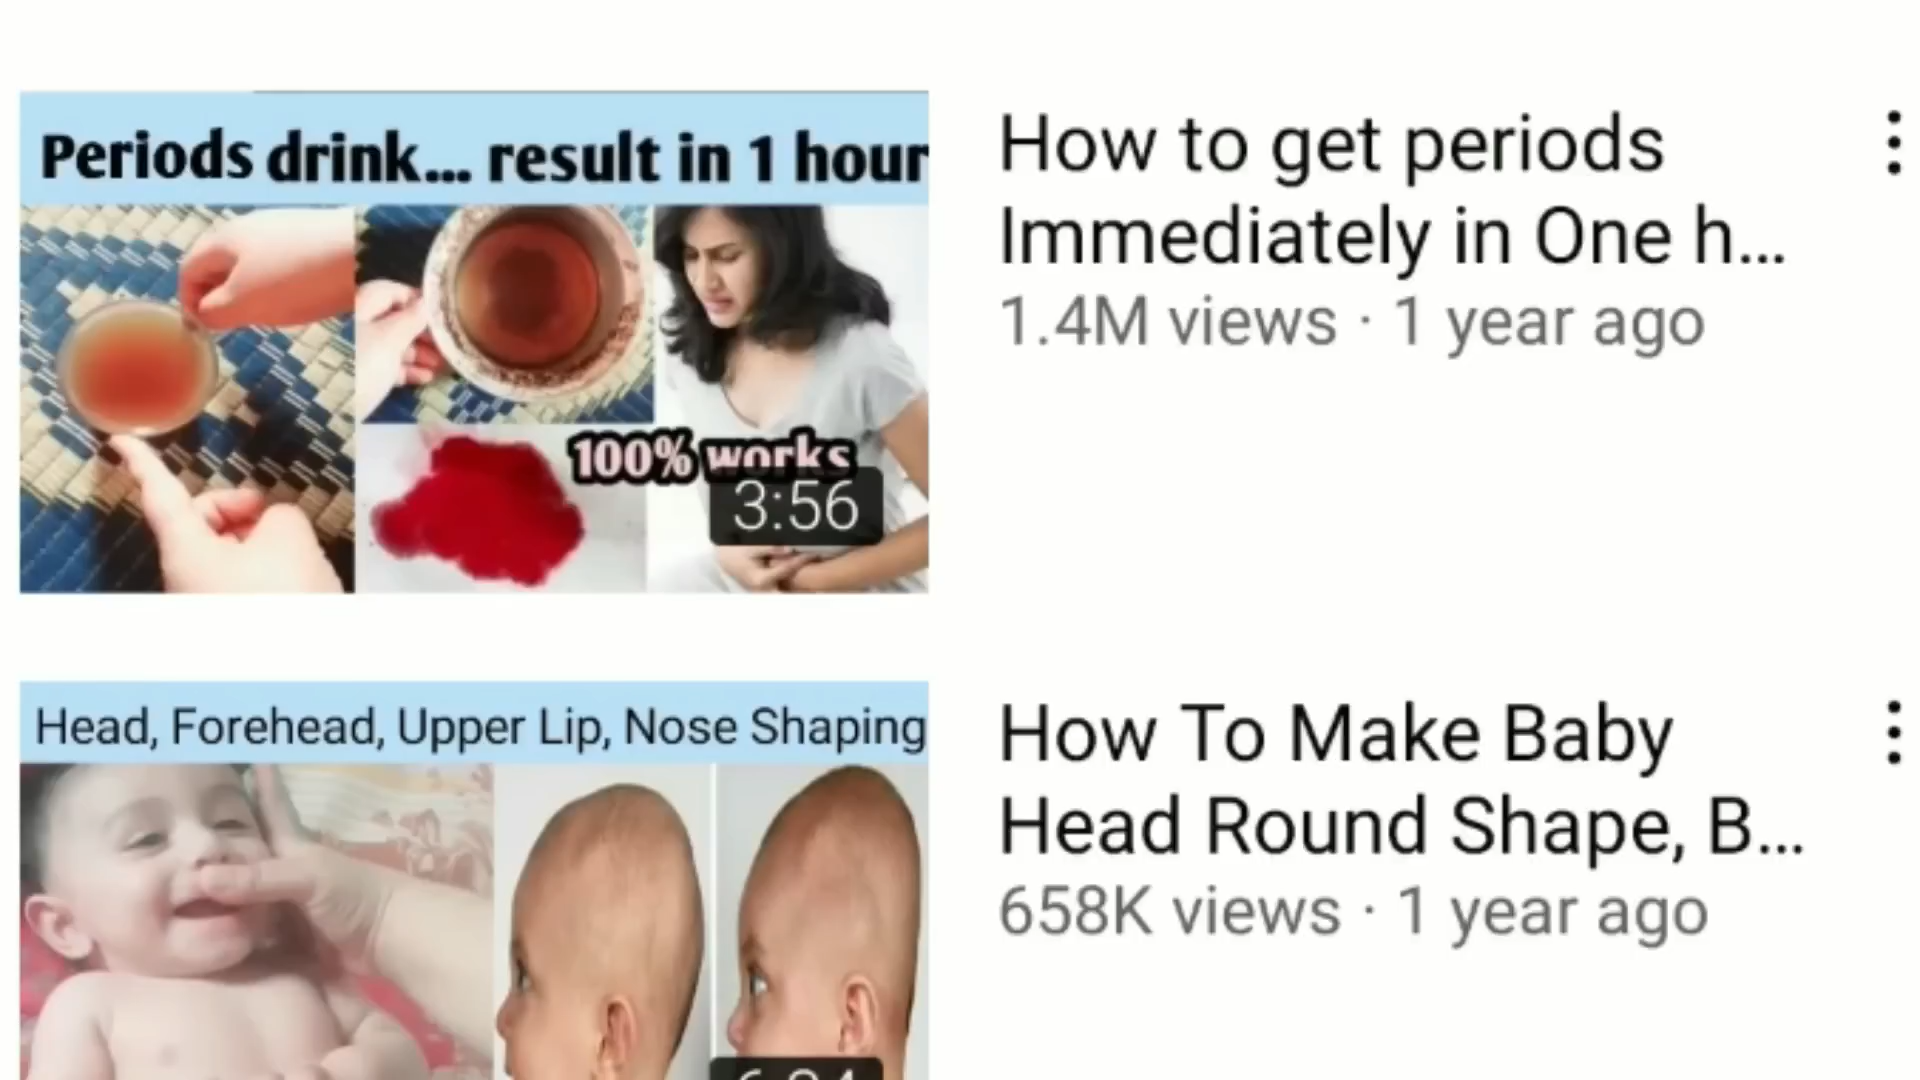 Periods drink... result in 1 hour
100% works
3:56
How to get periods
Immediately in One h...
1.4M views · 1 year ago
Head, Forehead, Upper Lip, Nose Shaping
How To Make Baby
Head Round Shape, B...
658K views · 1 year ago